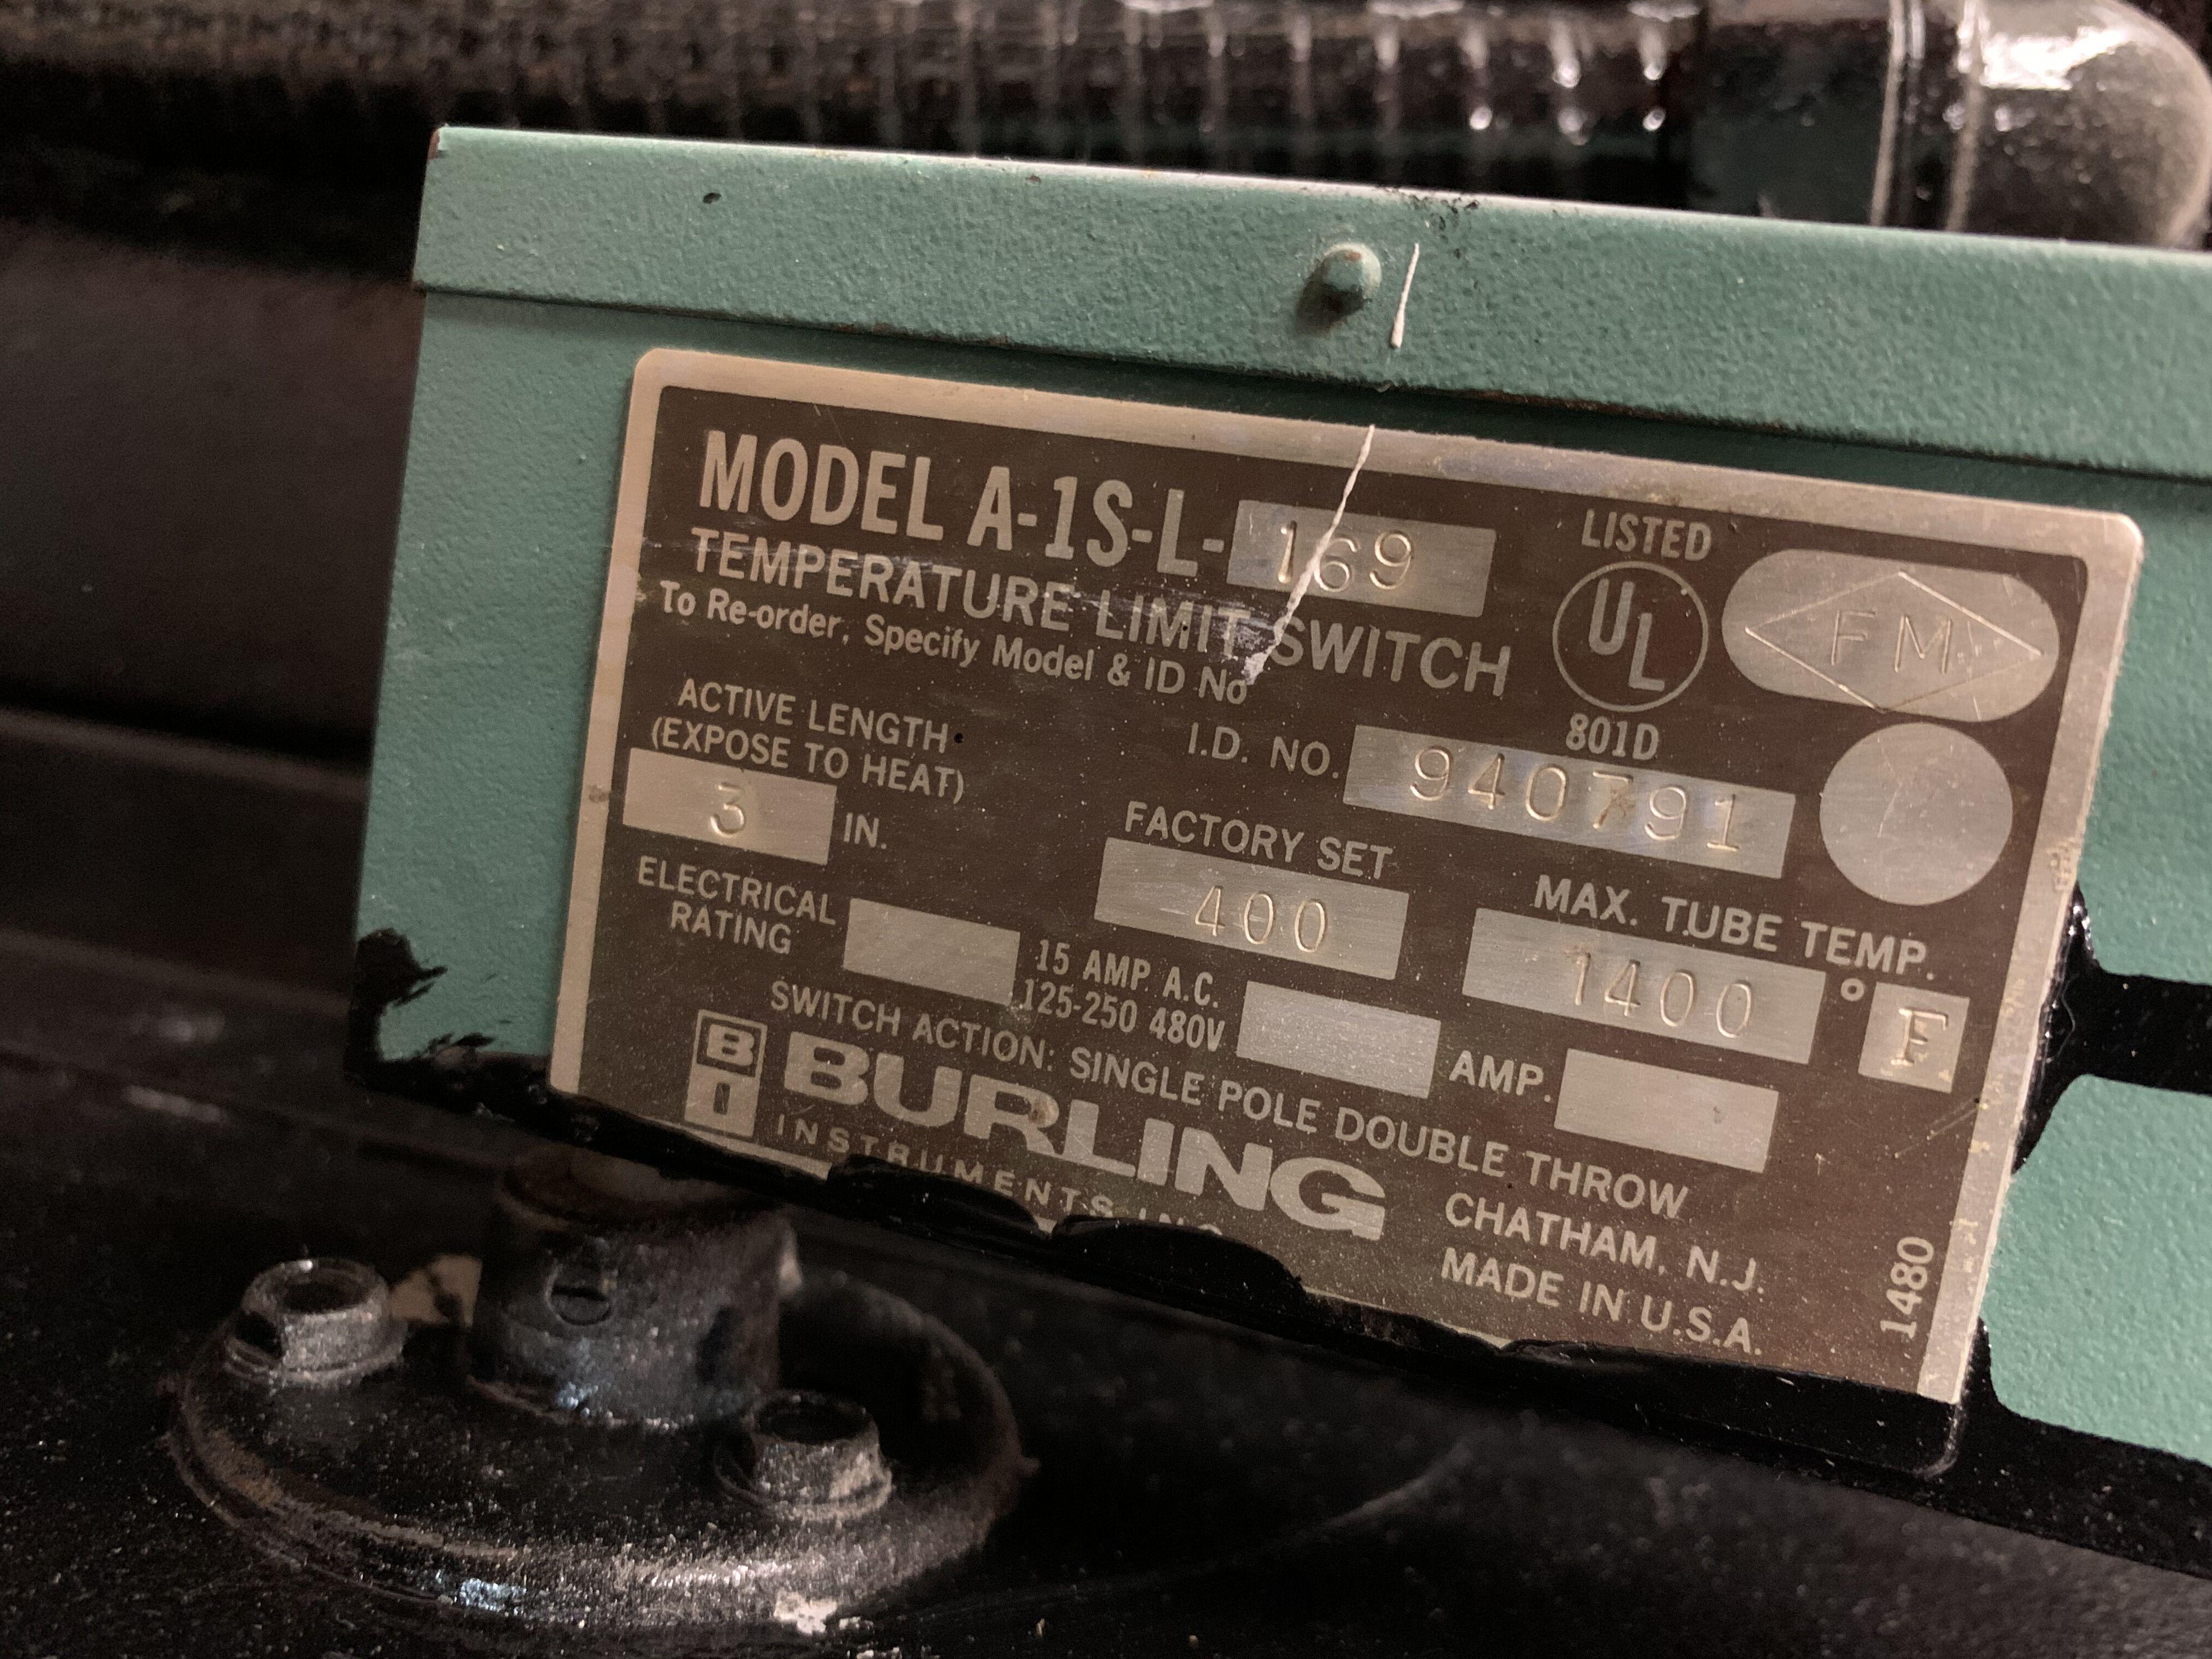 MODEL A-1S-L-169
TEMPERATURE LIMIT SWITCH
To Re-order, Specify Model & ID No
LISTED
UL
801D
FM
ACTIVE LENGTH
(EXPOSE TO HEAT)
3 IN.
I.D. NO. 940791
FACTORY SET
400
MAX. TUBE TEMP.
1400 °F
ELECTRICAL
RATING
15 AMP. A.C.
125-250 480V
AMP.
SWITCH ACTION: SINGLE POLE DOUBLE THROW
BI
BURLING
INSTRUMENTS INC
CHATHAM, N.J.
MADE IN U.S.A.
1480